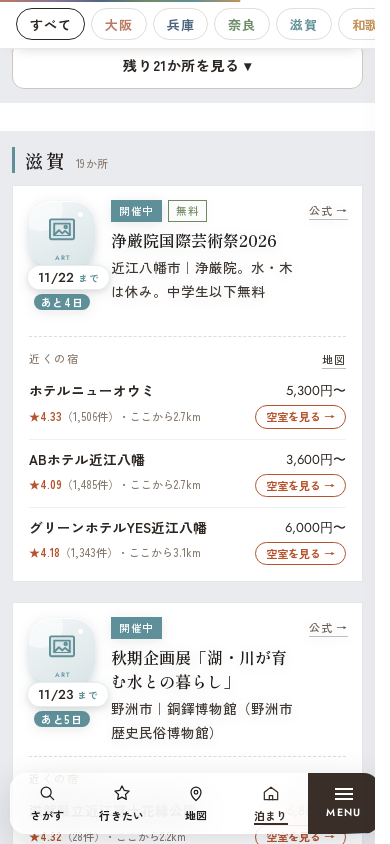 すべて 大阪 兵庫 奈良 滋賀 和歌
残り21か所を見る ▾
滋賀 19か所
開催中 無料 公式 →
ART
浄厳院国際芸術祭2026
11/22 まで
あと4日
近江八幡市｜浄厳院。水・木
は休み。中学生以下無料
近くの宿 地図
ホテルニューオウミ 5,300円〜
★4.33（1,506件）・ここから2.7km 空室を見る →
ABホテル近江八幡 3,600円〜
★4.09（1,485件）・ここから2.7km 空室を見る →
グリーンホテルYES近江八幡 6,000円〜
★4.18（1,343件）・ここから3.1km 空室を見る →
開催中 公式 →
ART
秋期企画展「湖・川が育
む水との暮らし」
11/23 まで
あと5日
野洲市｜銅鐸博物館（野洲市
歴史民俗博物館）
近くの宿
さがす 行きたい 地図 泊まり MENU
★4.32（28件）・ここから2.2km 空室を見る →